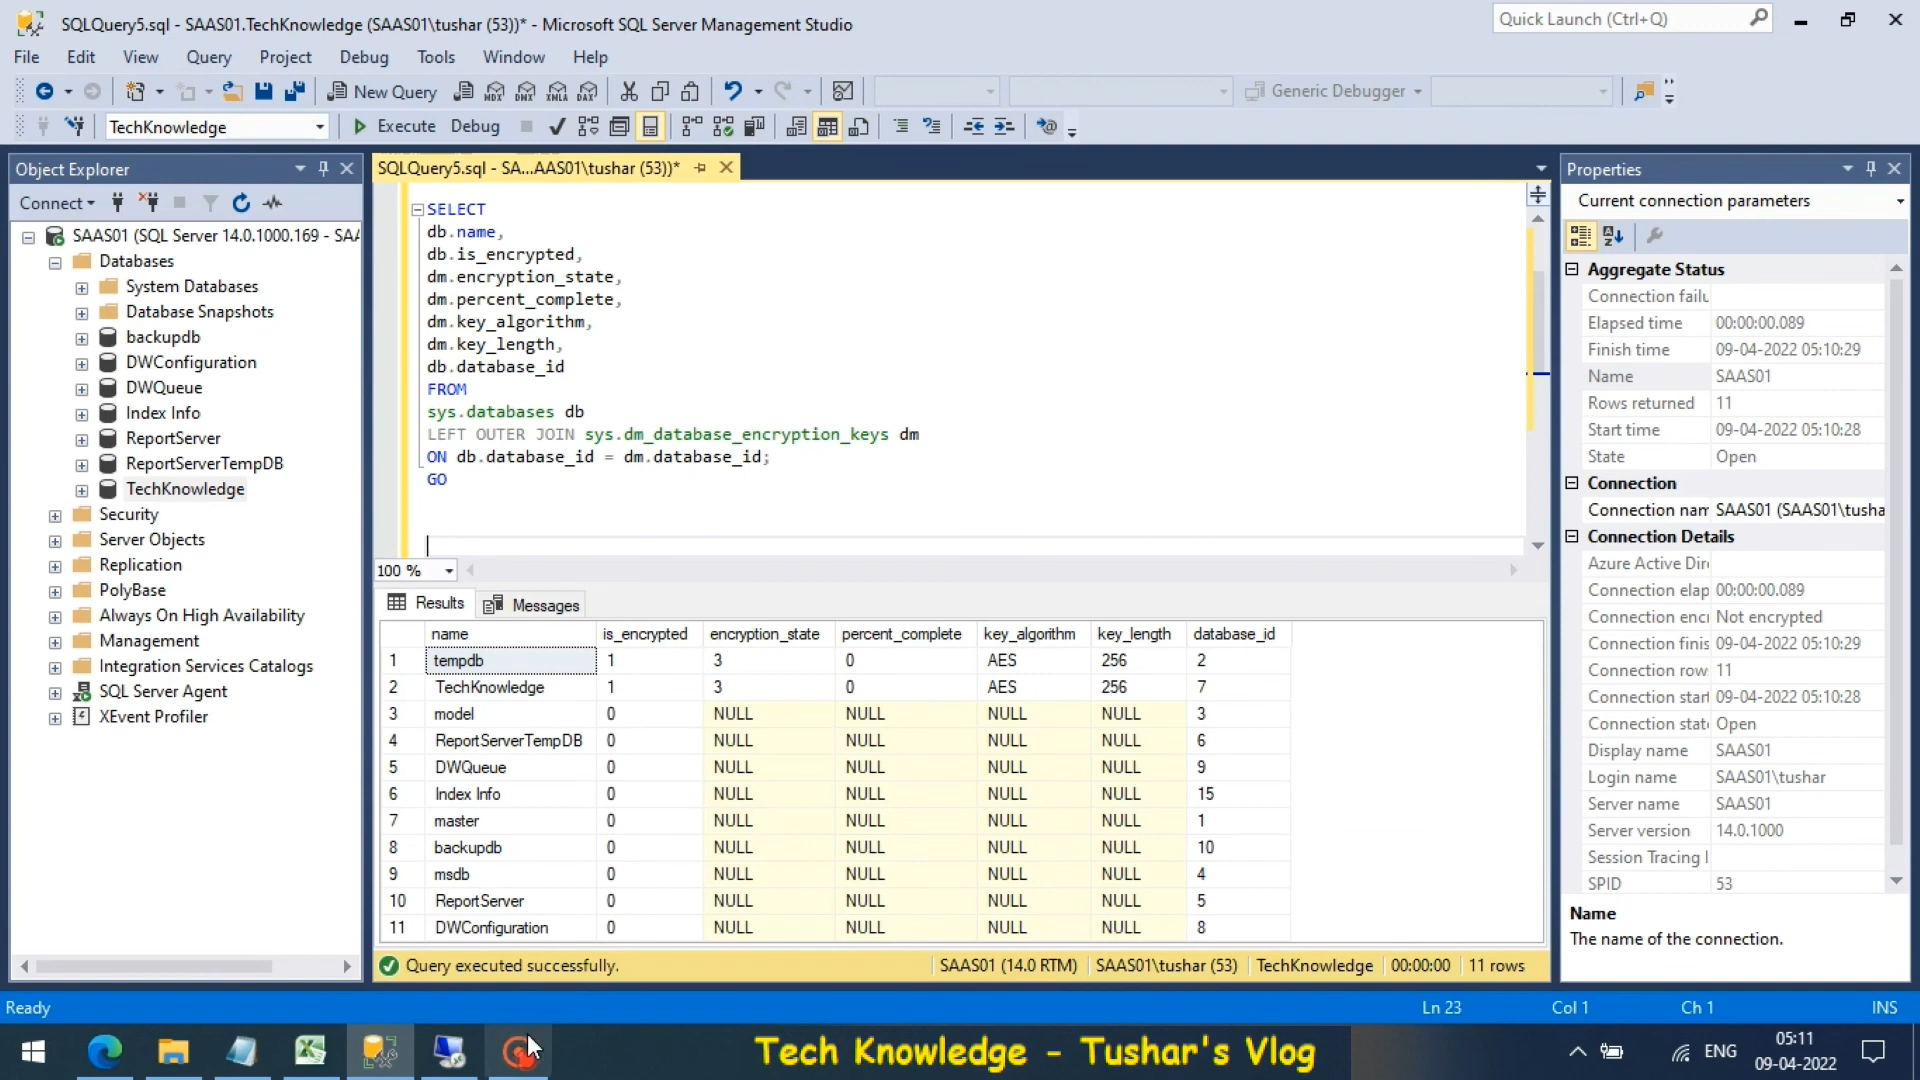 SQLQuery5.sql - SAAS01.TechKnowledge (SAAS01\tushar (53))* - Microsoft SQL Server Management Studio
Quick Launch (Ctrl+Q)
File Edit View Query Project Debug Tools Window Help
New Query MDX DMX XMLA DAX Generic Debugger
TechKnowledge Execute Debug
Object Explorer
Connect
SAAS01 (SQL Server 14.0.1000.169 - SAA
Databases
System Databases
Database Snapshots
backupdb
DWConfiguration
DWQueue
Index Info
ReportServer
ReportServerTempDB
TechKnowledge
Security
Server Objects
Replication
PolyBase
Always On High Availability
Management
Integration Services Catalogs
SQL Server Agent
XEvent Profiler
SQLQuery5.sql - SA...AAS01\tushar (53))*
SELECT
db.name,
db.is_encrypted,
dm.encryption_state,
dm.percent_complete,
dm.key_algorithm,
dm.key_length,
db.database_id
FROM
sys.databases db
LEFT OUTER JOIN sys.dm_database_encryption_keys dm
ON db.database_id = dm.database_id;
GO
100 %
Results Messages
name is_encrypted encryption_state percent_complete key_algorithm key_length database_id
1 tempdb 1 3 0 AES 256 2
2 TechKnowledge 1 3 0 AES 256 7
3 model 0 NULL NULL NULL NULL 3
4 ReportServerTempDB 0 NULL NULL NULL NULL 6
5 DWQueue 0 NULL NULL NULL NULL 9
6 Index Info 0 NULL NULL NULL NULL 15
7 master 0 NULL NULL NULL NULL 1
8 backupdb 0 NULL NULL NULL NULL 10
9 msdb 0 NULL NULL NULL NULL 4
10 ReportServer 0 NULL NULL NULL NULL 5
11 DWConfiguration 0 NULL NULL NULL NULL 8
Query executed successfully. SAAS01 (14.0 RTM) SAAS01\tushar (53) TechKnowledge 00:00:00 11 rows
Properties
Current connection parameters
Aggregate Status
Connection failu
Elapsed time 00:00:00.089
Finish time 09-04-2022 05:10:29
Name SAAS01
Rows returned 11
Start time 09-04-2022 05:10:28
State Open
Connection
Connection nam SAAS01 (SAAS01\tusha
Connection Details
Azure Active Dir
Connection elap 00:00:00.089
Connection encr Not encrypted
Connection finis 09-04-2022 05:10:29
Connection row 11
Connection start 09-04-2022 05:10:28
Connection stat Open
Display name SAAS01
Login name SAAS01\tushar
Server name SAAS01
Server version 14.0.1000
Session Tracing I
SPID 53
Name
The name of the connection.
Ready Ln 23 Col 1 Ch 1 INS
Tech Knowledge - Tushar's Vlog
ENG
05:11
09-04-2022